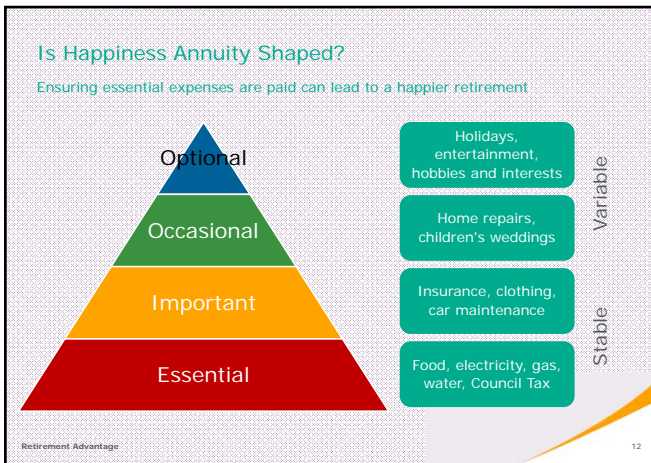 Is Happiness Annuity Shaped?
Ensuring essential expenses are paid can lead to a happier retirement
Optional
Holidays,
entertainment,
hobbies and interests
Variable
Occasional
Home repairs,
children's weddings
Important
Insurance, clothing,
car maintenance
Stable
Essential
Food, electricity, gas,
water, Council Tax
Retirement Advantage
12